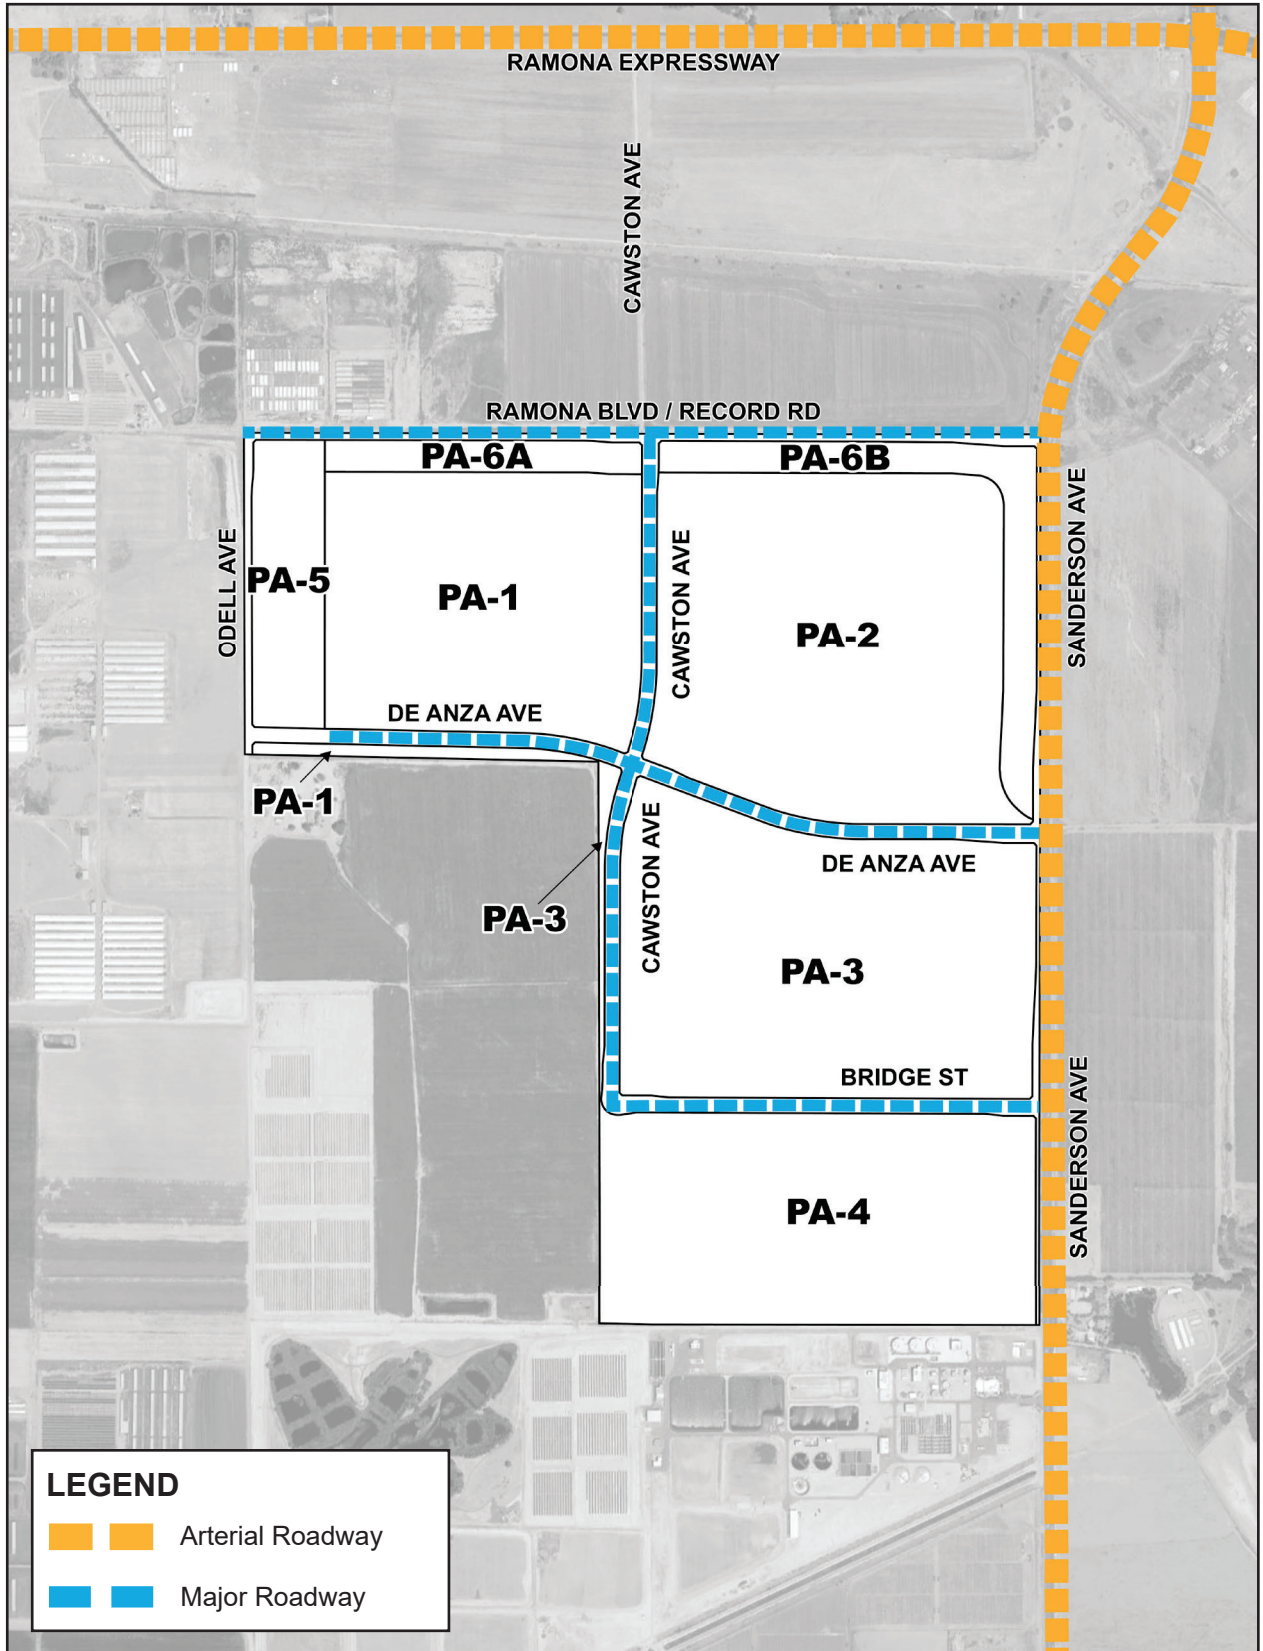 RAMONA EXPRESSWAY
CAWSTON AVE
RAMONA BLVD / RECORD RD
PA-6A
PA-6B
SANDERSON AVE
ODELL AVE
PA-5
PA-1
CAWSTON AVE
PA-2
DE ANZA AVE
PA-1
CAWSTON AVE
DE ANZA AVE
PA-3
PA-3
BRIDGE ST
SANDERSON AVE
PA-4
LEGEND
Arterial Roadway
Major Roadway